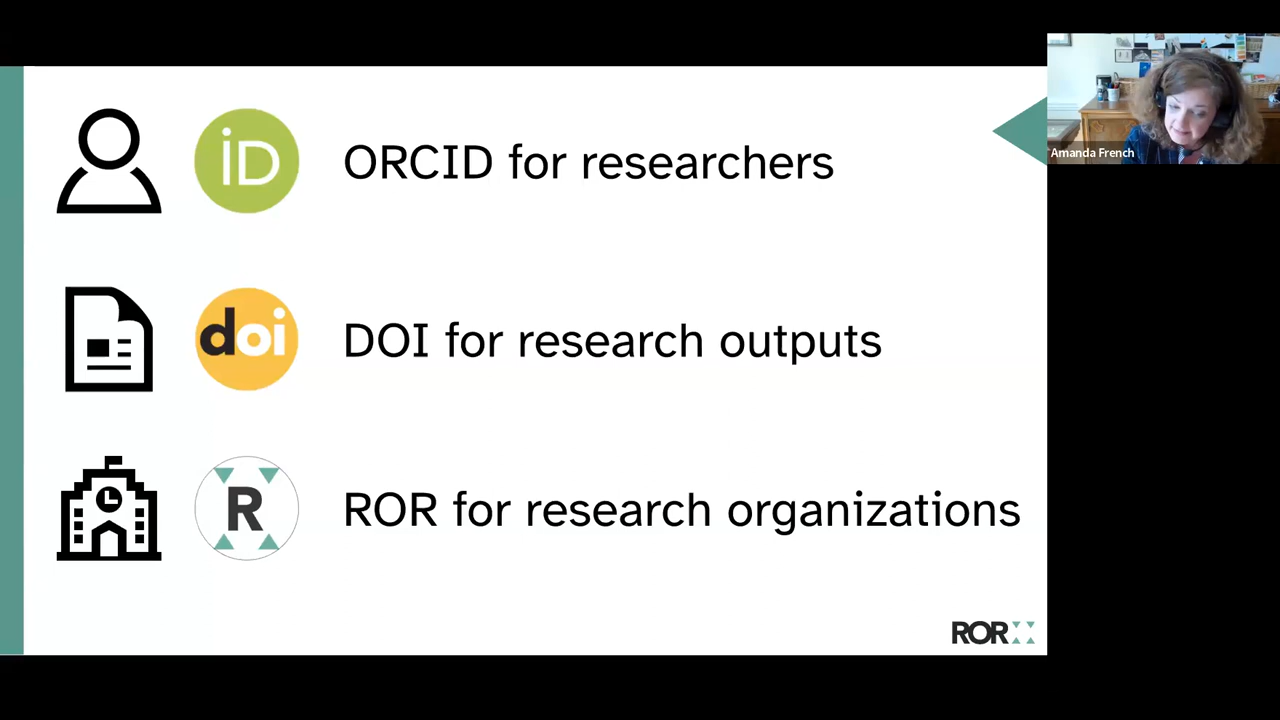 iD ORCID for researchers
Amanda French
doi DOI for research outputs
R ROR for research organizations
ROR